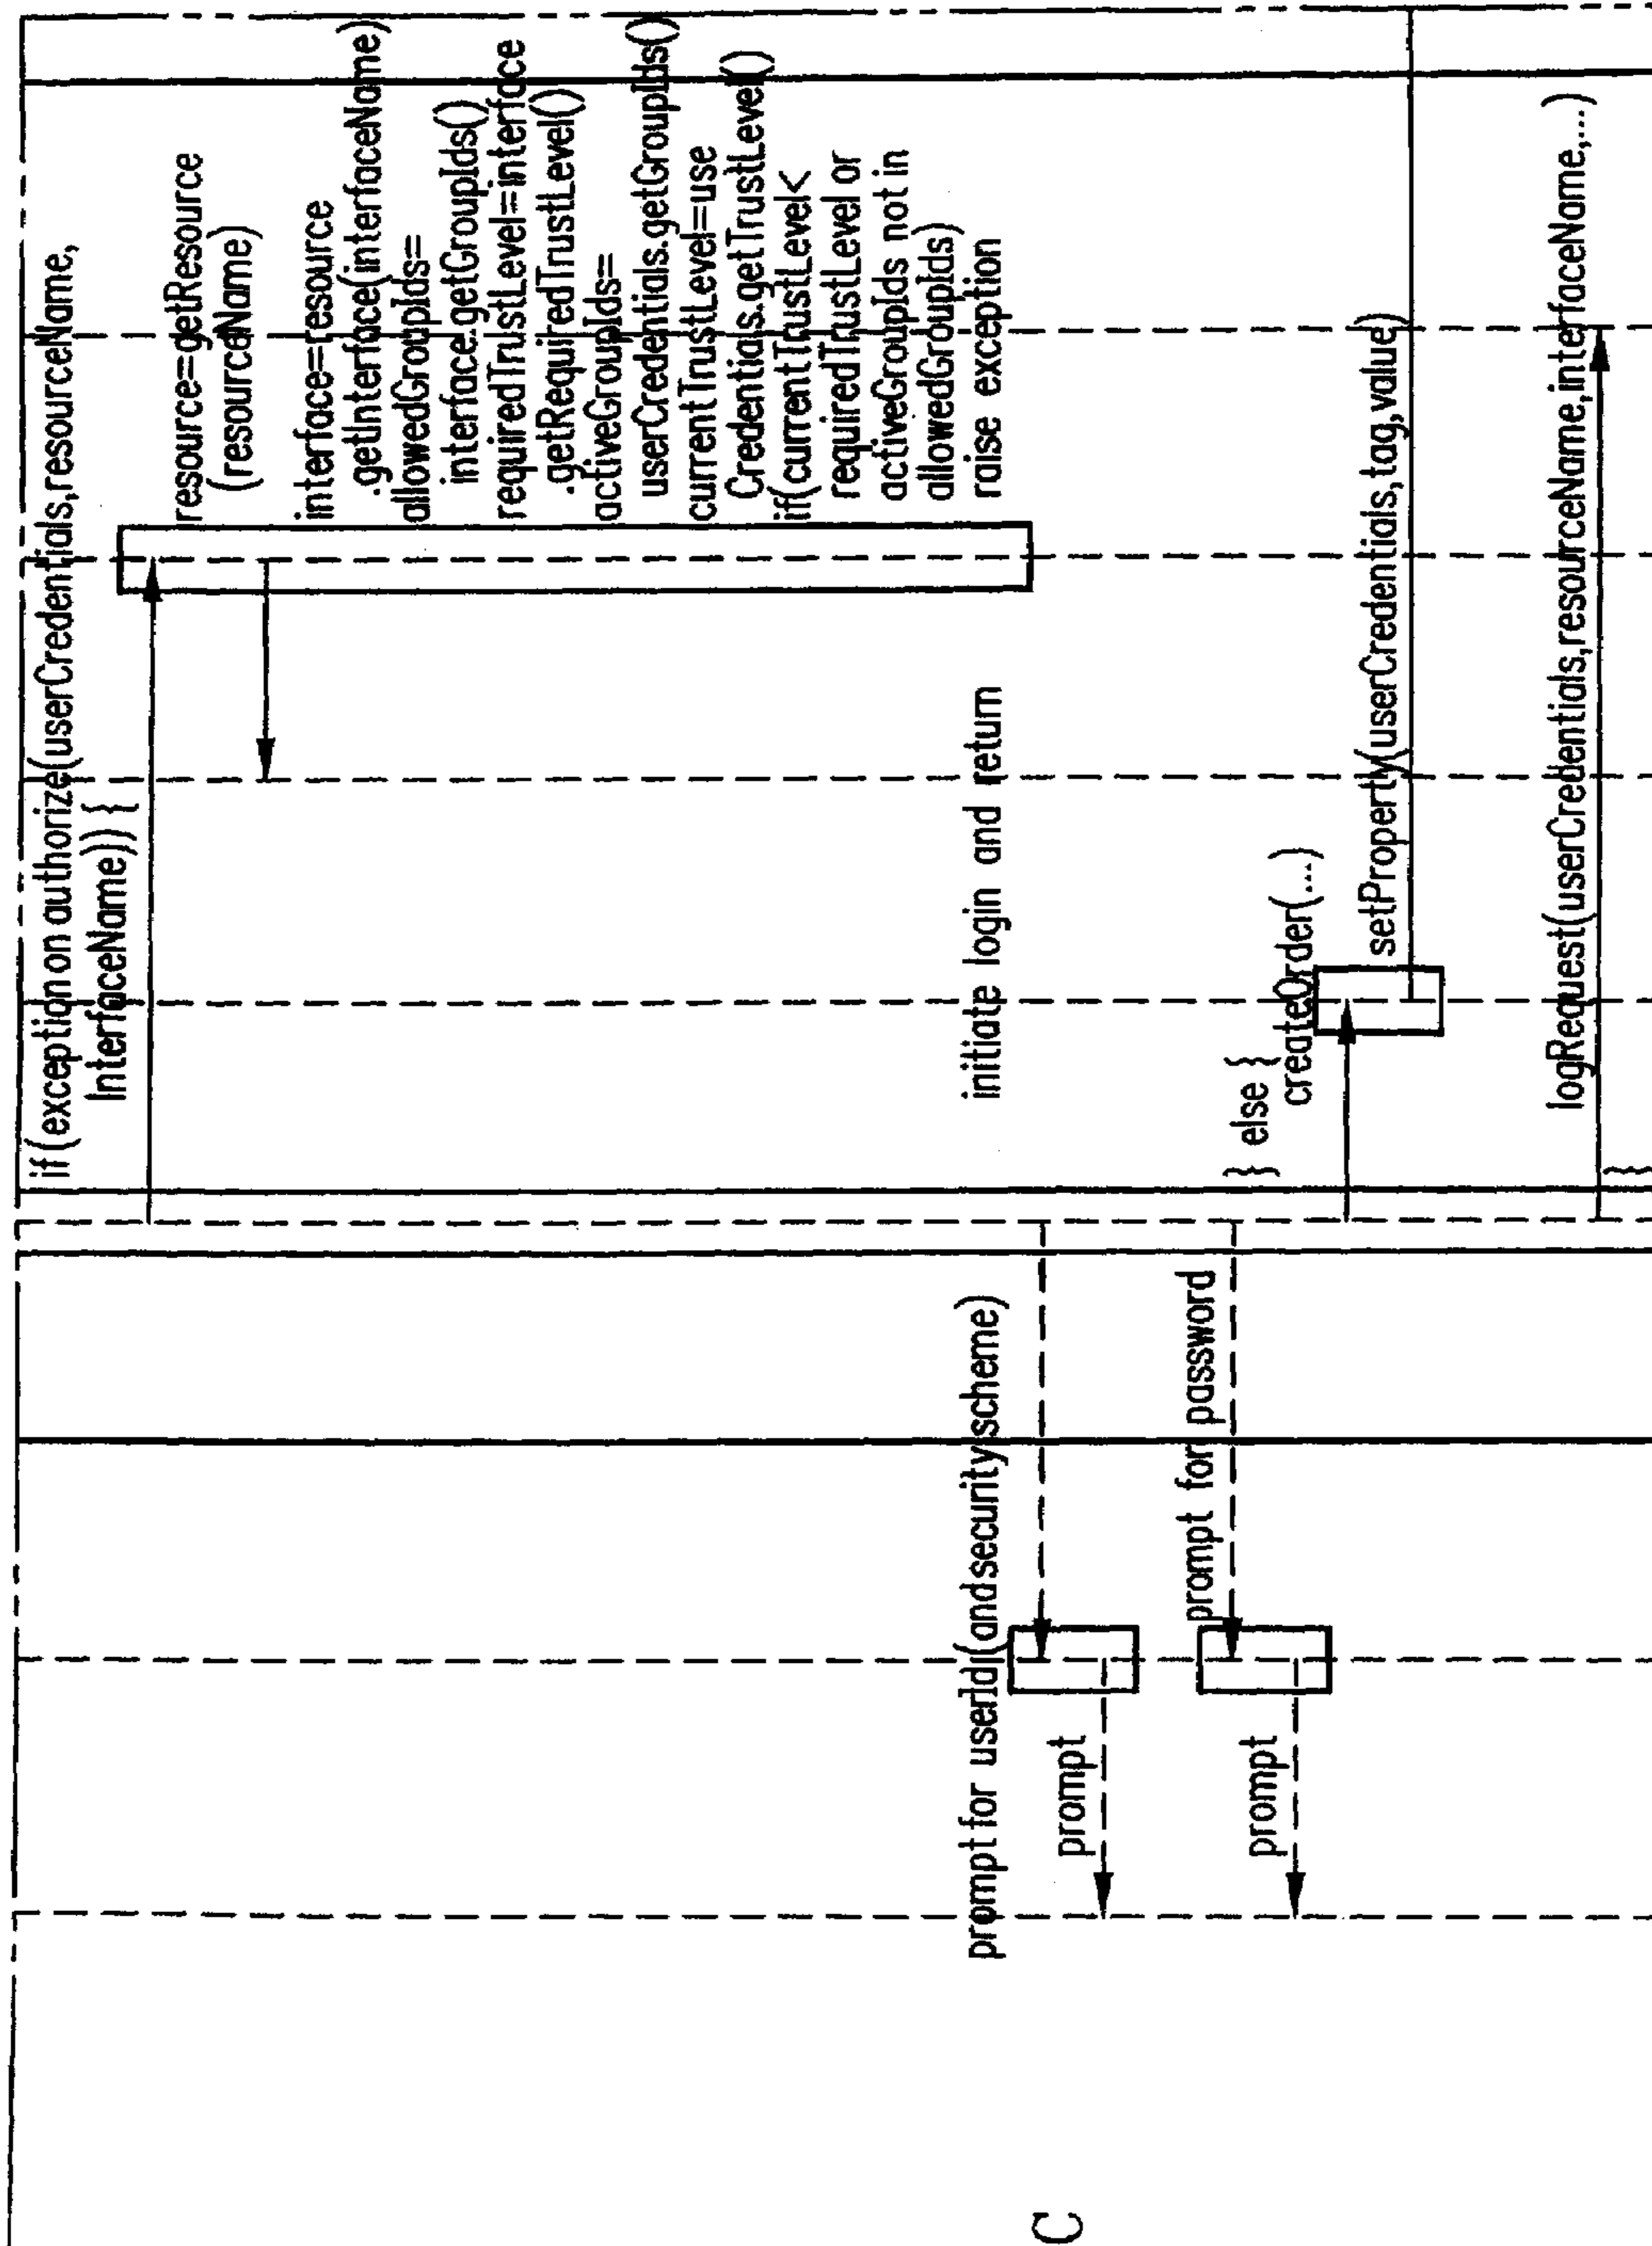 if(exception on authorize(userCredentials,resourceName,
InterfaceName)) {
resource=getResource
(resourceName)
interface=resource
.getInterface(interfaceName)
allowedGroupIds=
interface.getGroupIds()
requiredTrustLevel=interface
.getRequiredTrustLevel()
activeGroupIds=
userCredentials.getGroupIds()
currentTrustLevel=use
Credentials.getTrustLevel()
if(currentTrustLevel<
requiredTrustLevel or
activeGroupIds not in
allowedGroupIds)
raise exception
initiate login and return
prompt for userId(and security scheme)
prompt
prompt for password
prompt
} else {
createOrder(...)
setProperty(userCredentials,tag,value)
logRequest(userCredentials,resourceName,interfaceName,...)
}
C